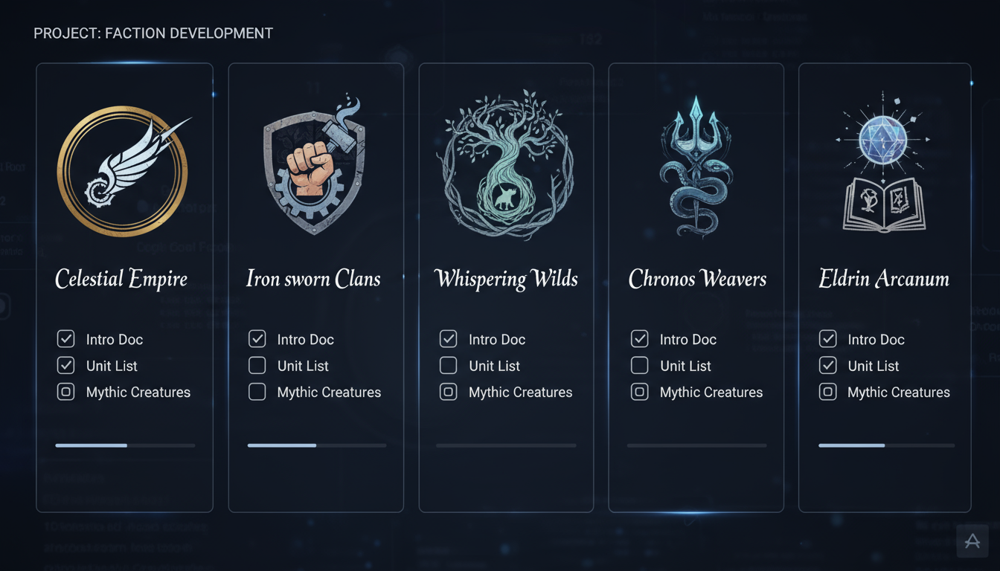 PROJECT: FACTION DEVELOPMENT
Celestial Empire
Intro Doc
Unit List
Mythic Creatures
Iron sworn Clans
Intro Doc
Unit List
Mythic Creatures
Whispering Wilds
Intro Doc
Unit List
Mythic Creatures
Chronos Weavers
Intro Doc
Unit List
Mythic Creatures
Eldrin Arcanum
Intro Doc
Unit List
Mythic Creatures